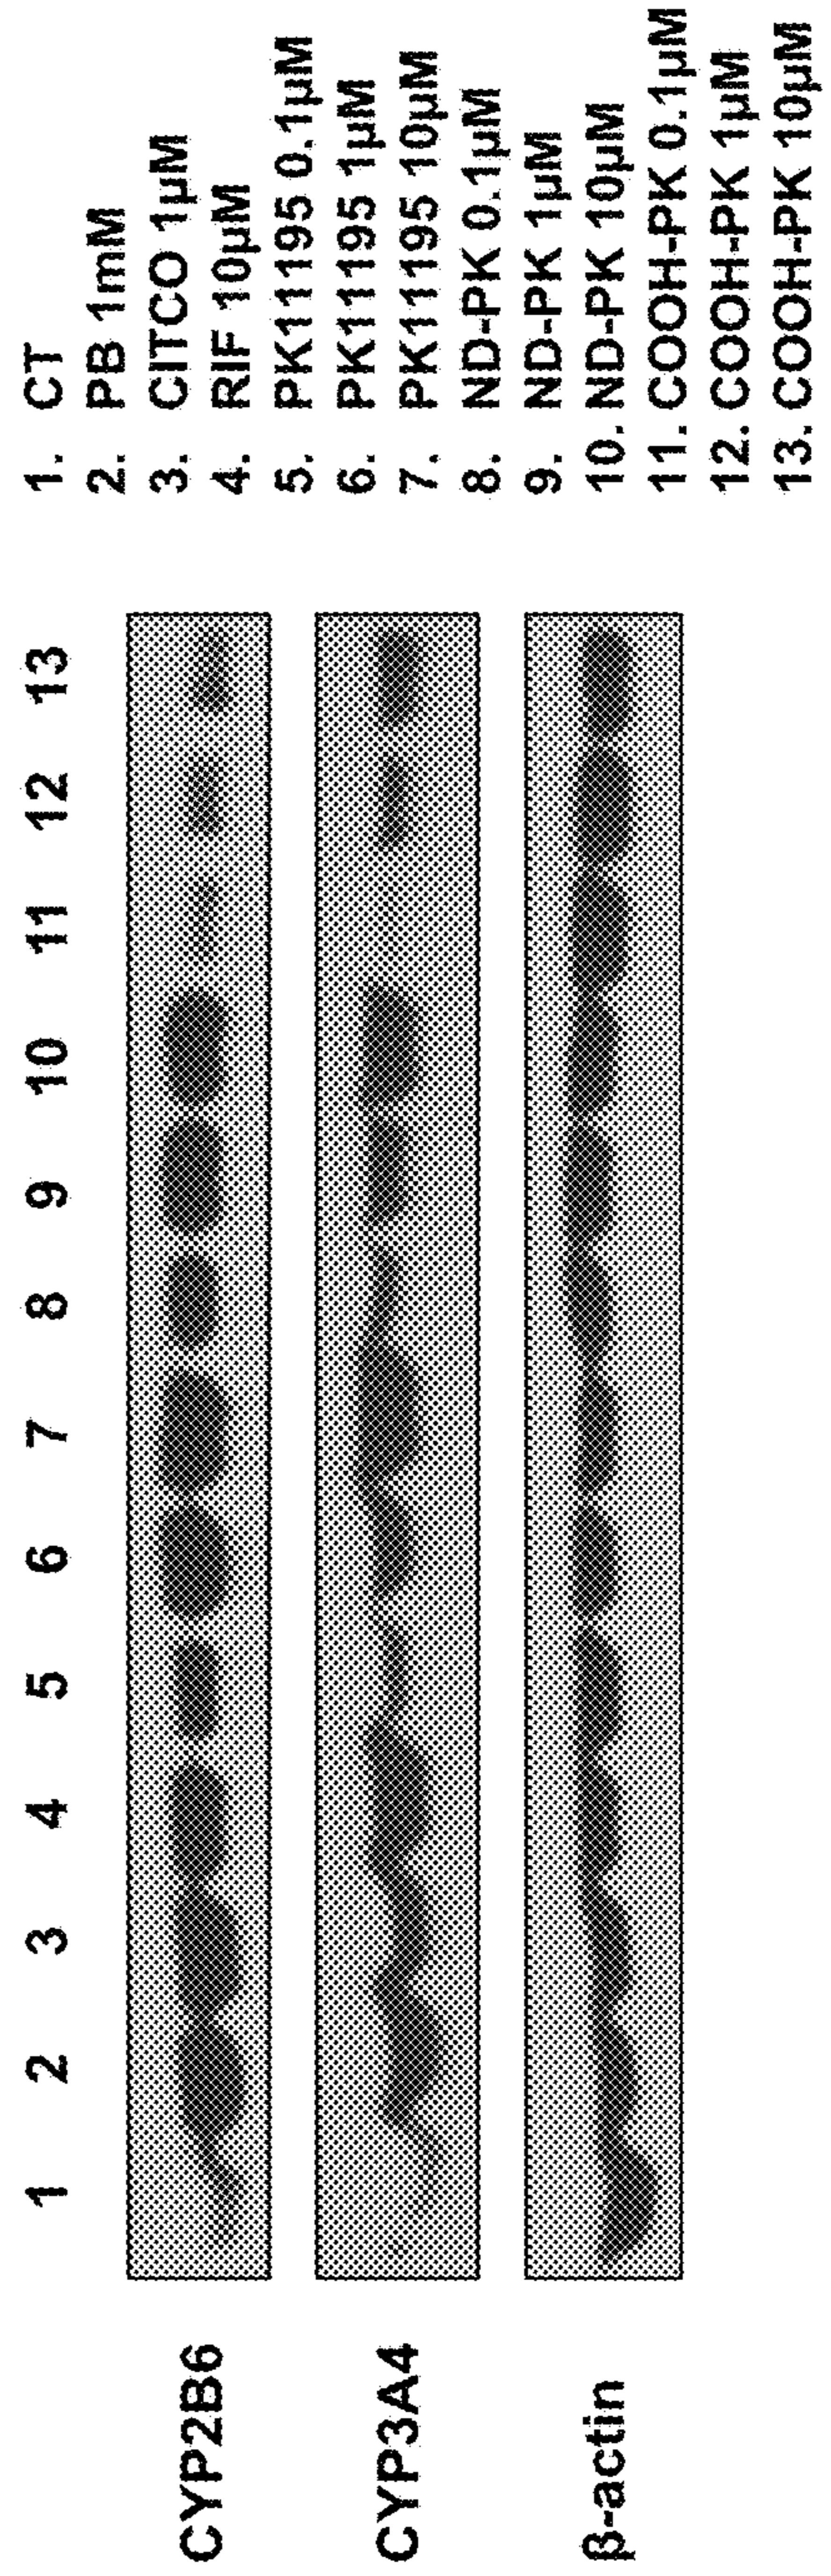 1 2 3 4 5 6 7 8 9 10 11 12 13
CYP2B6
CYP3A4
β-actin
1. CT
2. PB 1mM
3. CITCO 1µM
4. RIF 10µM
5. PK11195 0.1µM
6. PK11195 1µM
7. PK11195 10µM
8. ND-PK 0.1µM
9. ND-PK 1µM
10. ND-PK 10µM
11. COOH-PK 0.1µM
12. COOH-PK 1µM
13. COOH-PK 10µM